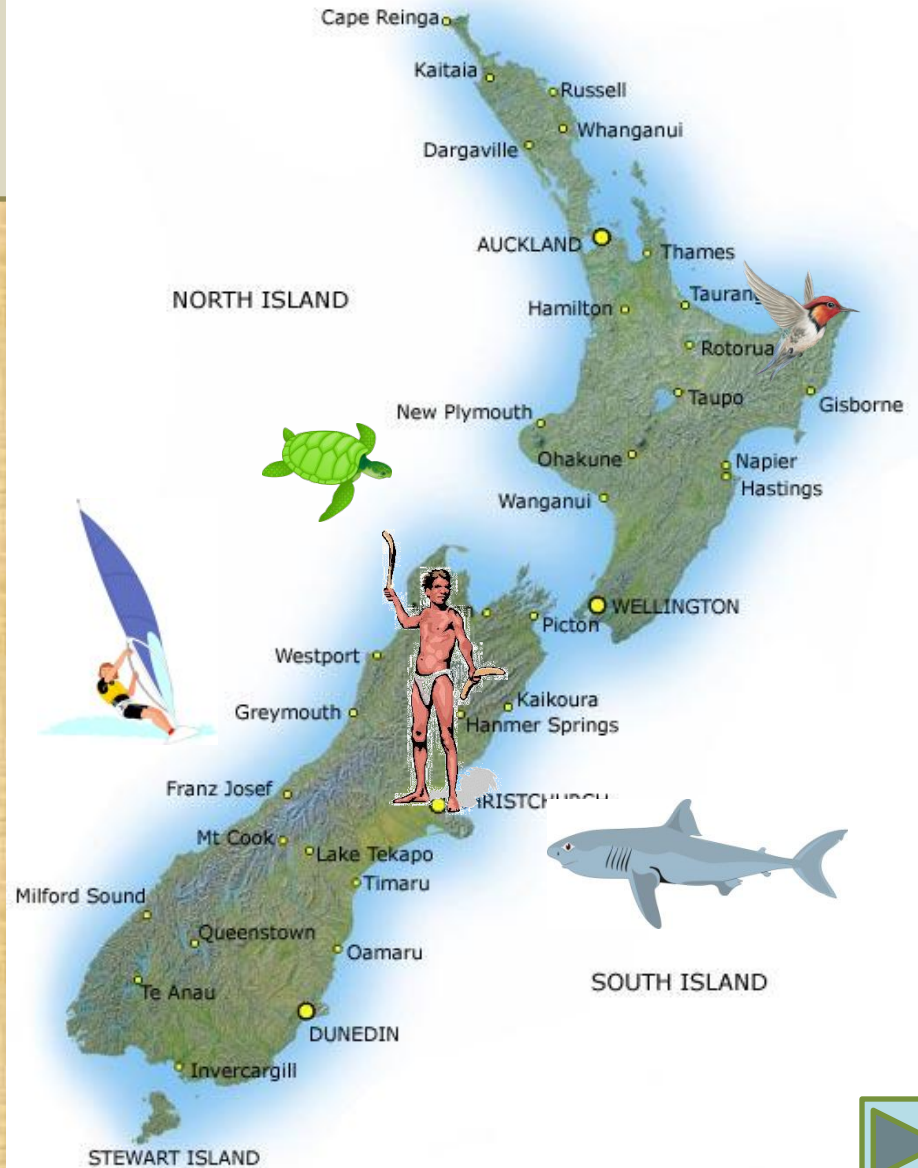 Cape Reinga
Kaitaia
Russell
Whanganui
Dargaville
AUCKLAND
Thames
NORTH ISLAND
Hamilton
Taurang
Rotorua
Taupo
Gisborne
New Plymouth
Ohakune
Napier
Hastings
Wanganui
WELLINGTON
Picton
Westport
Kaikoura
Greymouth
Hanmer Springs
Franz Josef
Mt Cook
Lake Tekapo
Timaru
Milford Sound
Queenstown
Oamaru
SOUTH ISLAND
Te Anau
DUNEDIN
Invercargill
STEWART ISLAND